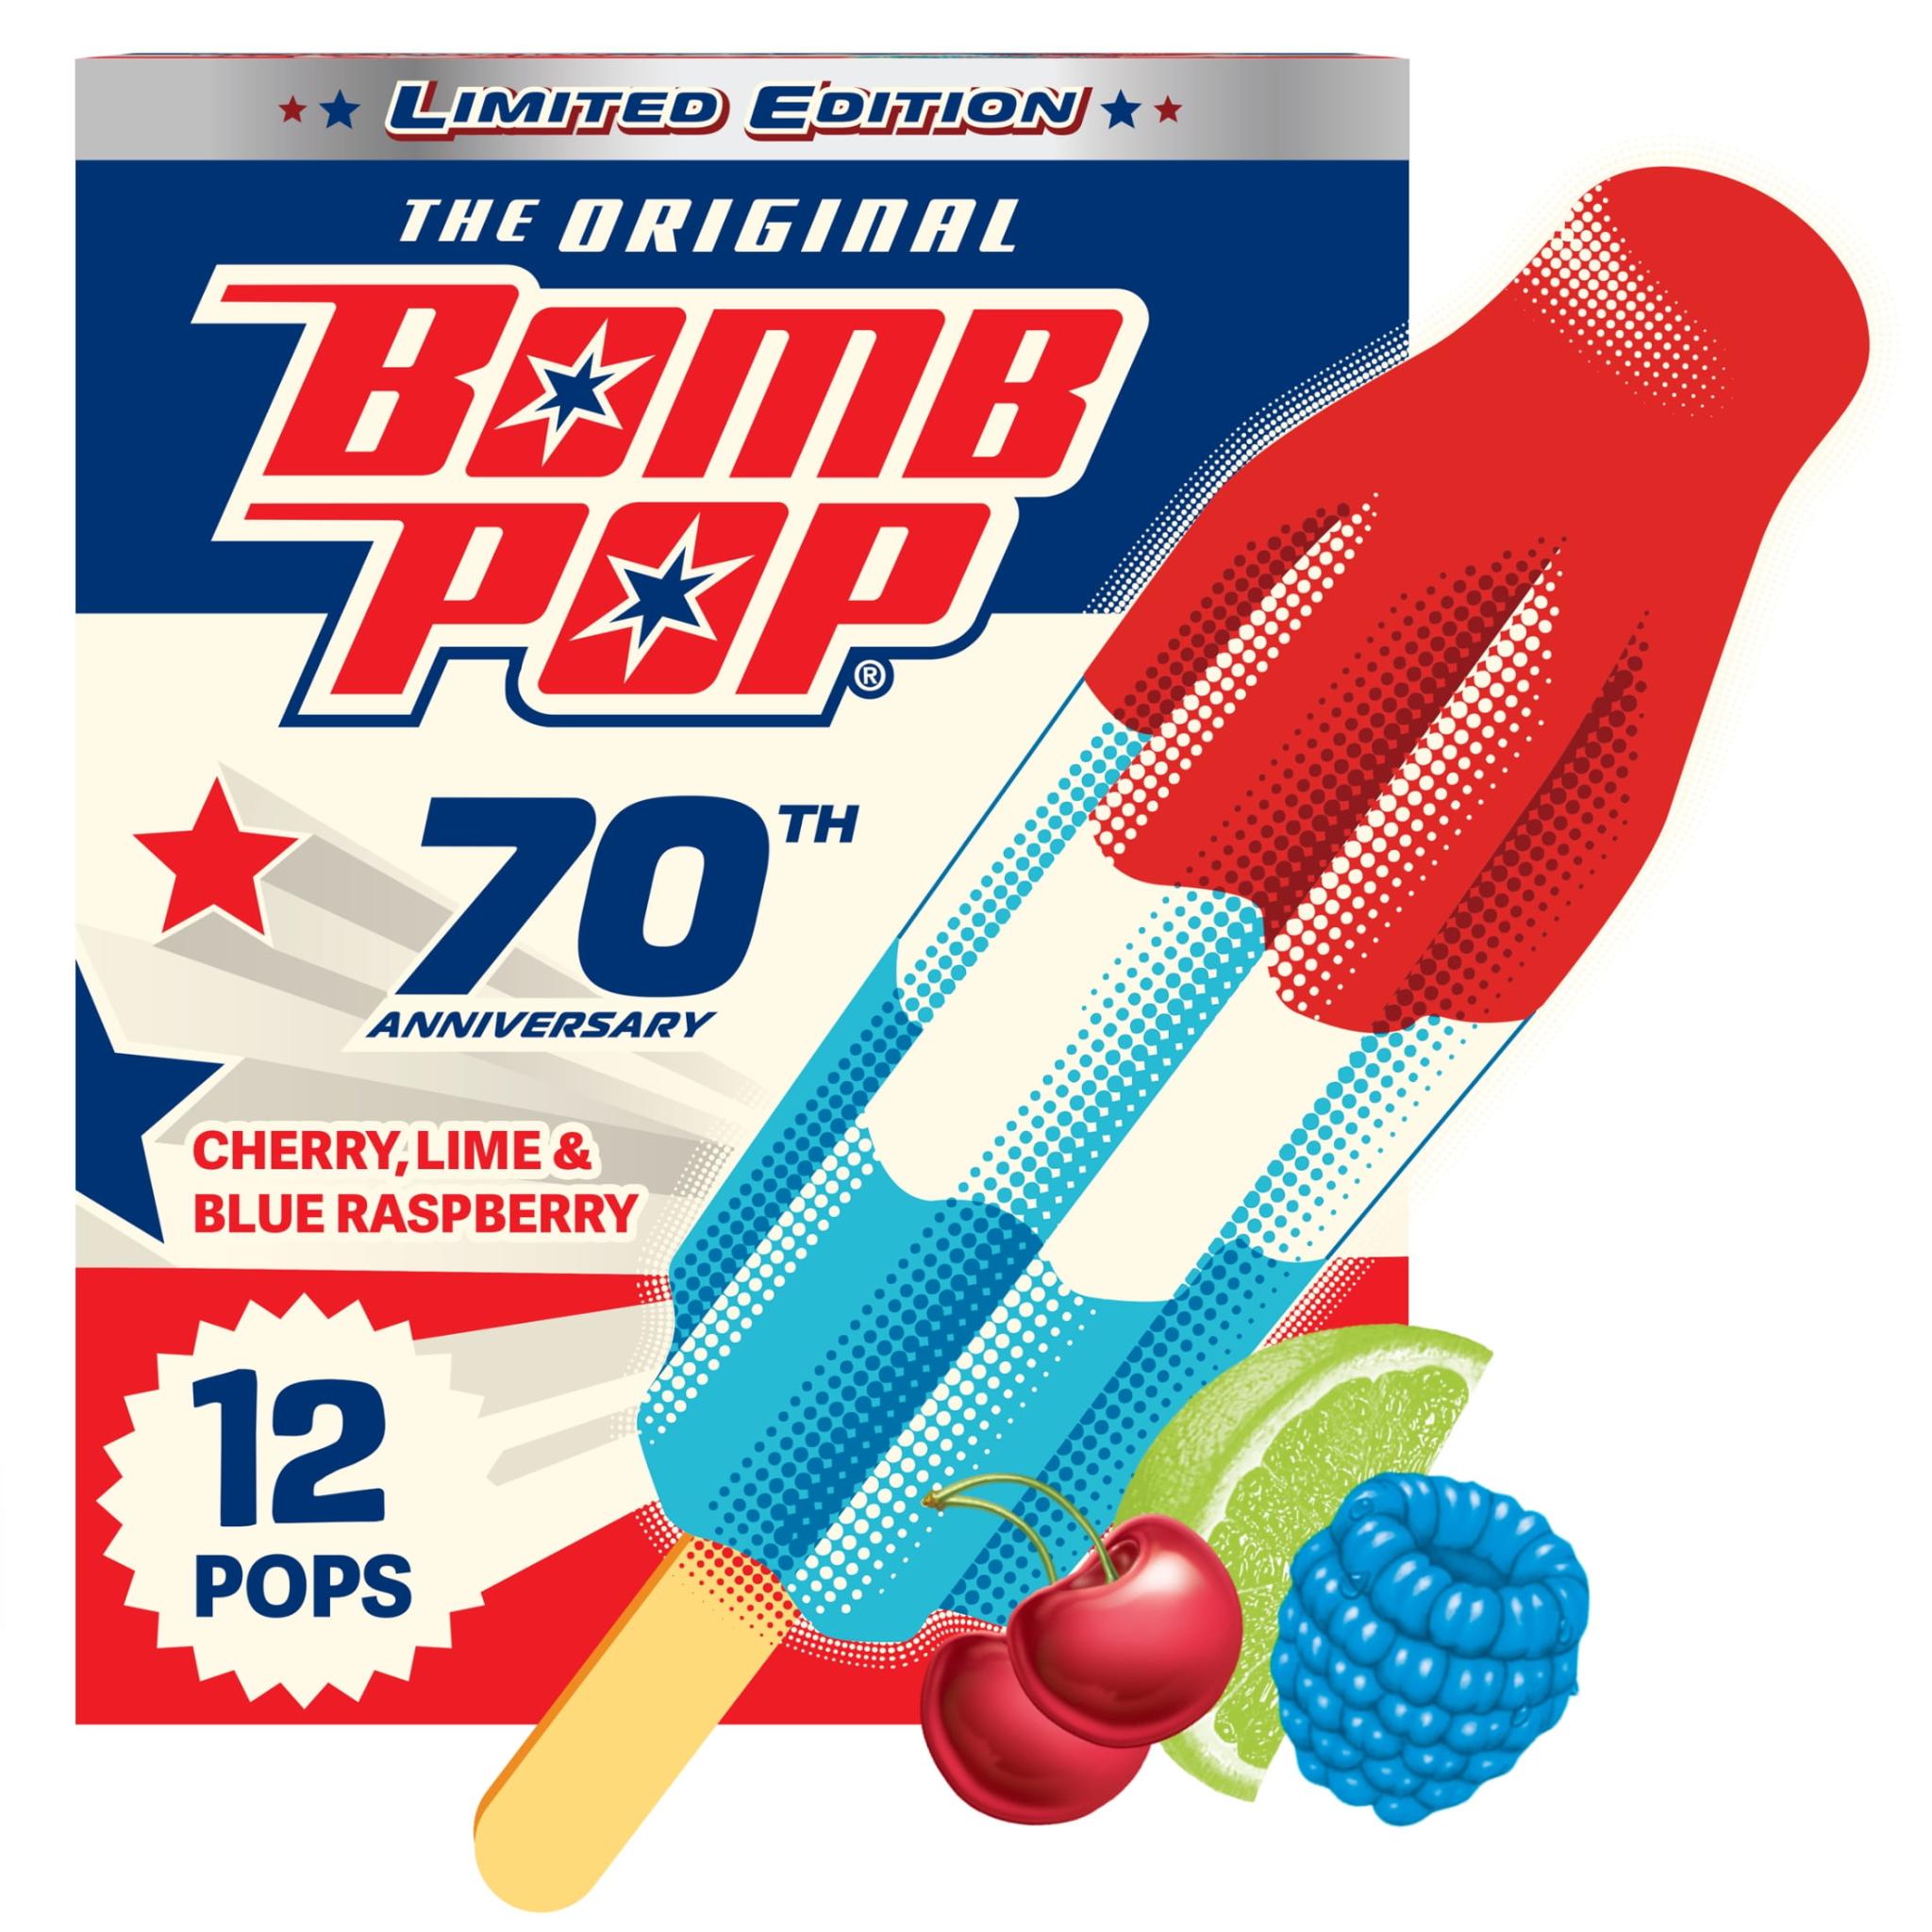 LIMITED EDITION
THE ORIGINAL
BOMB
POP®
70TH
ANNIVERSARY
CHERRY, LIME &
BLUE RASPBERRY
12
POPS